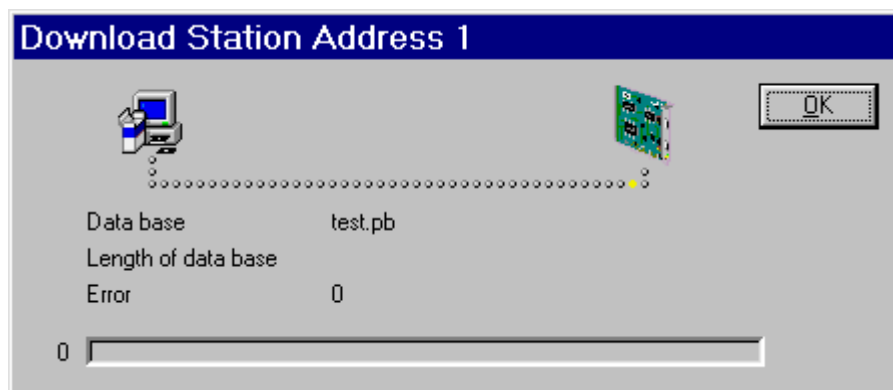 Download Station Address 1
OK
Data base test.pb
Length of data base
Error 0
0